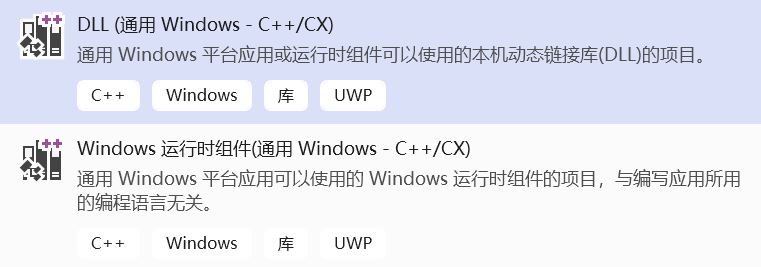 DLL (通用 Windows - C++/CX)
通用 Windows 平台应用或运行时组件可以使用的本机动态链接库(DLL)的项目。
C++ Windows 库 UWP
Windows 运行时组件(通用 Windows - C++/CX)
通用 Windows 平台应用可以使用的 Windows 运行时组件的项目，与编写应用所用
的编程语言无关。
C++ Windows 库 UWP